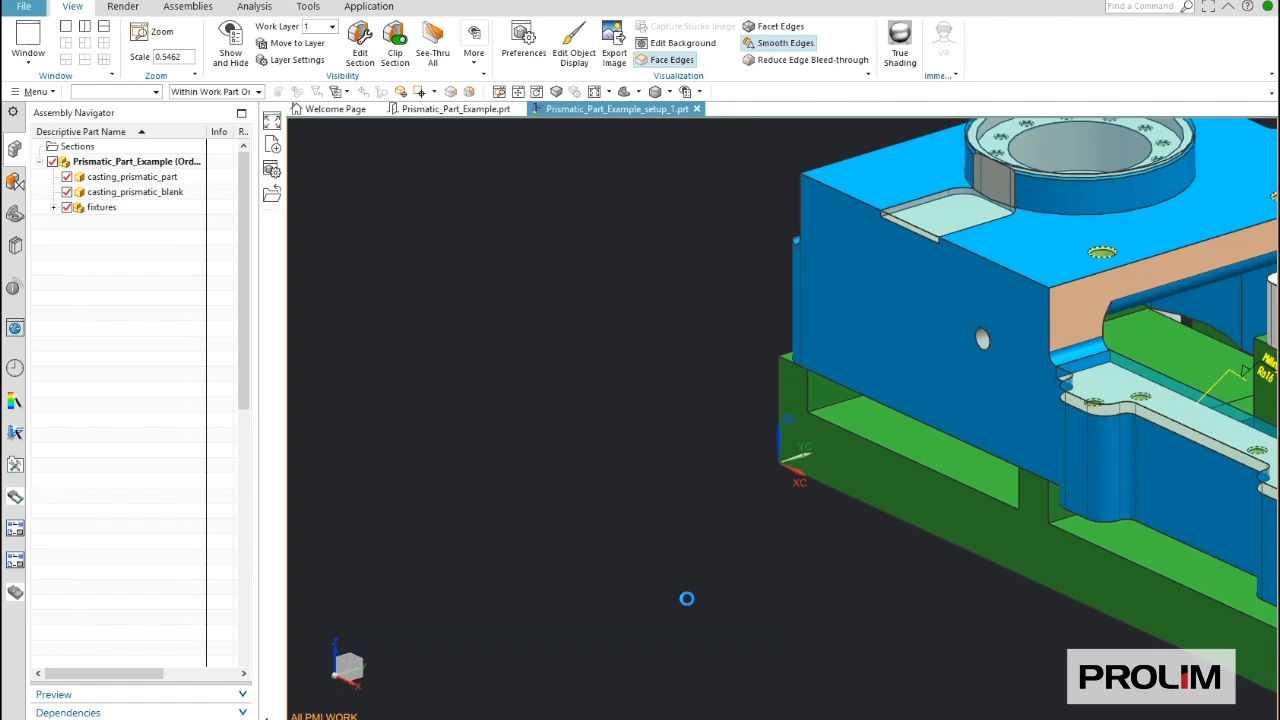 File View Render Assemblies Analysis Tools Application Find a Command
Window
Window
Zoom
Scale 0.5462
Zoom
Show and Hide
Work Layer 1
Move to Layer
Layer Settings
Visibility
Edit Section
Clip Section
See-Thru All
More
Preferences
Edit Object Display
Export Image
Capture Studio Image
Edit Background
Face Edges
Facet Edges
Smooth Edges
Reduce Edge Bleed-through
Visualization
True Shading
VR
Imme...
Menu
Within Work Part On
Assembly Navigator
Welcome Page
Prismatic_Part_Example.prt
Prismatic_Part_Example_setup_1.prt
Descriptive Part Name Info R..
Sections
Prismatic_Part_Example (Ord...
casting_prismatic_part
casting_prismatic_blank
fixtures
YC
XC
Z
Y
X
All PMI WORK
Preview
Dependencies
PROLIM